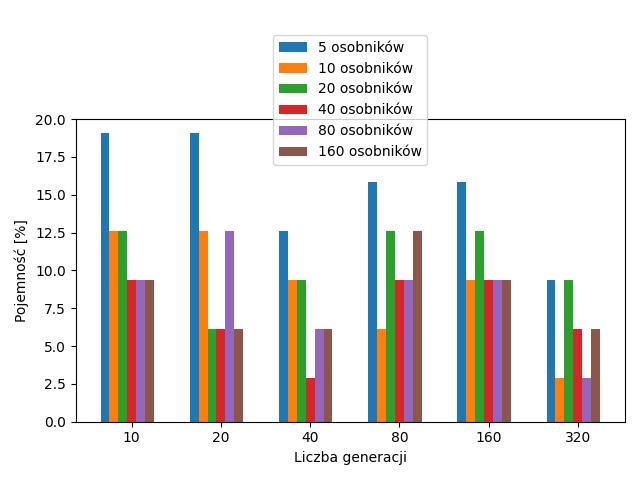 5 osobników
10 osobników
20 osobników
40 osobników
80 osobników
160 osobników
20.0
17.5
15.0
12.5
10.0
7.5
5.0
2.5
0.0
Pojemność [%]
10 20 40 80 160 320
Liczba generacji